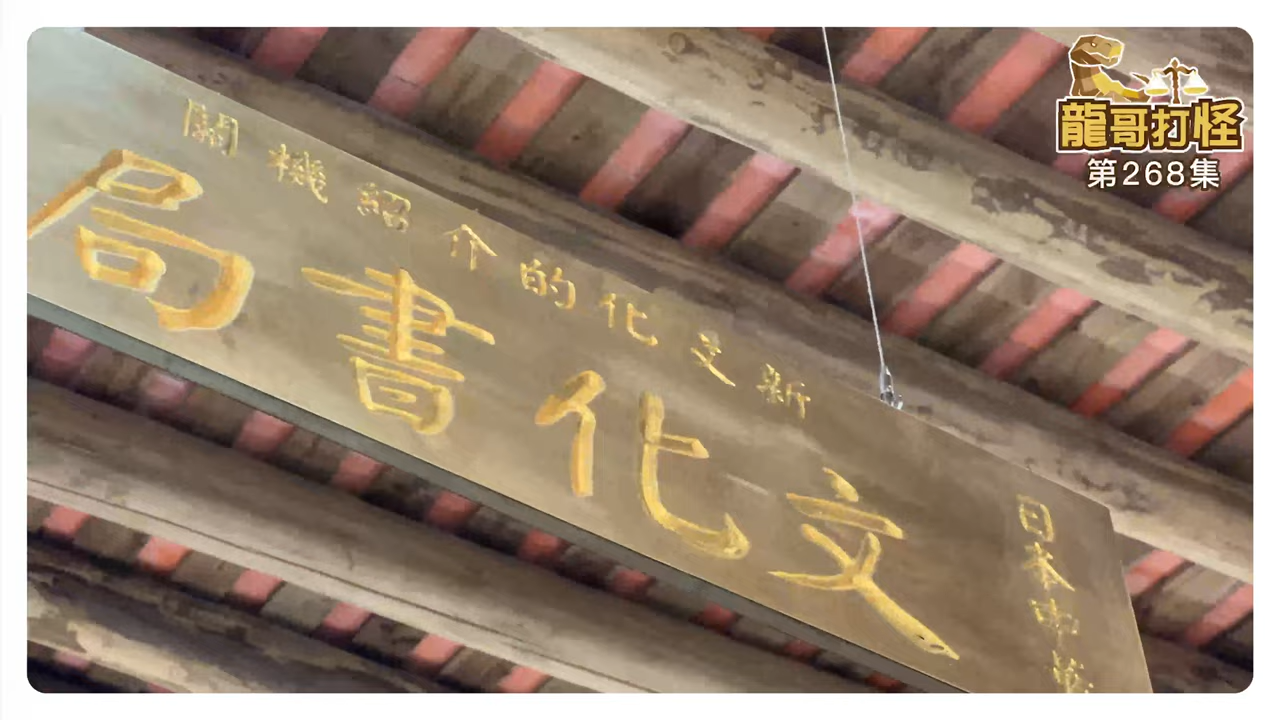 龍哥打怪
第268集
新文化的介紹機關
文化書局
日本